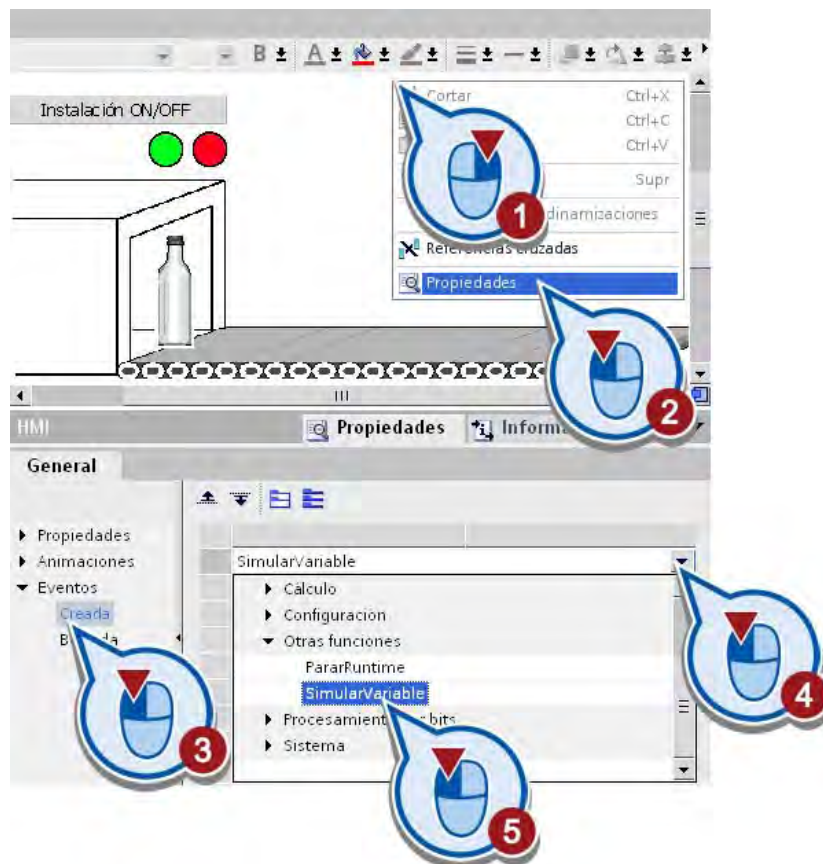 B A
Cortar Ctrl+X
Ctrl+C
Ctrl+V
Supr
dinamizaciones
Referencias cruzadas
Propiedades
Instalación ON/OFF
1
2
HMI Propiedades
General
Propiedades
Animaciones
Eventos
Creada
SimularVariable
Cálculo
Configuración
Otras funciones
PararRuntime
SimularVariable
bits
Sistema
3
4
5